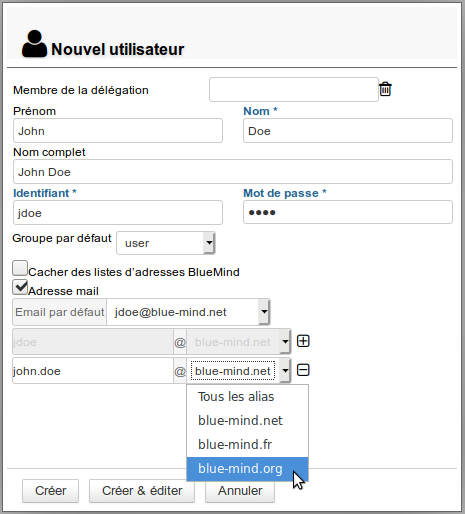 Nouvel utilisateur
Membre de la délégation
Prénom Nom *
John Doe
Nom complet
John Doe
Identifiant * Mot de passe *
jdoe ●●●●
Groupe par défaut user
Cacher des listes d'adresses BlueMind
Adresse mail
Email par défaut jdoe@blue-mind.net
jdoe @ blue-mind.net
john.doe @ blue-mind.net
Tous les alias
blue-mind.net
blue-mind.fr
blue-mind.org
Créer Créer & éditer Annuler